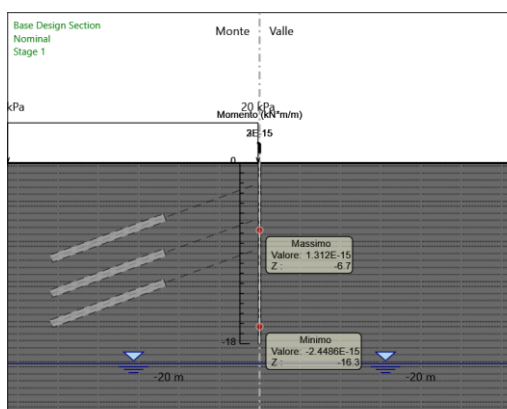 Base Design Section
Nominal
Stage 1
Monte
Valle
kPa
20 kPa
Momento (kN*m/m)
0
Massimo
Valore: 1.312E-15
Z : -6.7
Minimo
Valore: -2.4486E-15
Z : -16.3
-18
-20 m
-20 m